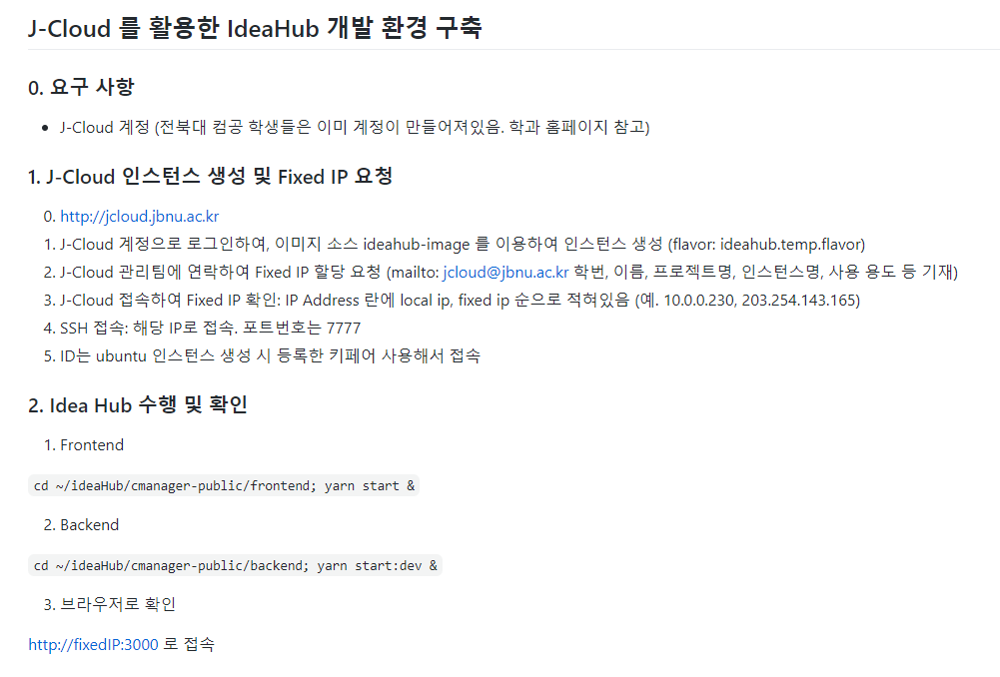 J-Cloud 를 활용한 IdeaHub 개발 환경 구축
0. 요구 사항
• J-Cloud 계정 (전북대 컴공 학생들은 이미 계정이 만들어져있음. 학과 홈페이지 참고)
1. J-Cloud 인스턴스 생성 및 Fixed IP 요청
0. http://jcloud.jbnu.ac.kr
1. J-Cloud 계정으로 로그인하여, 이미지 소스 ideahub-image 를 이용하여 인스턴스 생성 (flavor: ideahub.temp.flavor)
2. J-Cloud 관리팀에 연락하여 Fixed IP 할당 요청 (mailto: jcloud@jbnu.ac.kr 학번, 이름, 프로젝트명, 인스턴스명, 사용 용도 등 기재)
3. J-Cloud 접속하여 Fixed IP 확인: IP Address 란에 local ip, fixed ip 순으로 적혀있음 (예. 10.0.0.230, 203.254.143.165)
4. SSH 접속: 해당 IP로 접속. 포트번호는 7777
5. ID는 ubuntu 인스턴스 생성 시 등록한 키페어 사용해서 접속
2. Idea Hub 수행 및 확인
1. Frontend
cd ~/ideaHub/cmanager-public/frontend; yarn start &
2. Backend
cd ~/ideaHub/cmanager-public/backend; yarn start:dev &
3. 브라우저로 확인
http://fixedIP:3000 로 접속